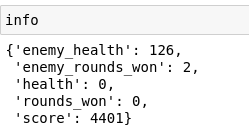 info
{'enemy_health': 126,
 'enemy_rounds_won': 2,
 'health': 0,
 'rounds_won': 0,
 'score': 4401}